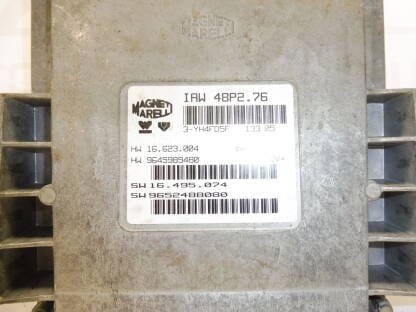 MAGNETI
MARELLI
MAGNETI
MARELLI
IAW 48P2.76
3-YH4FDSF 133 05
HW 16.623.004
HW 9645989480
SW 16.495.074
SW 9652488080